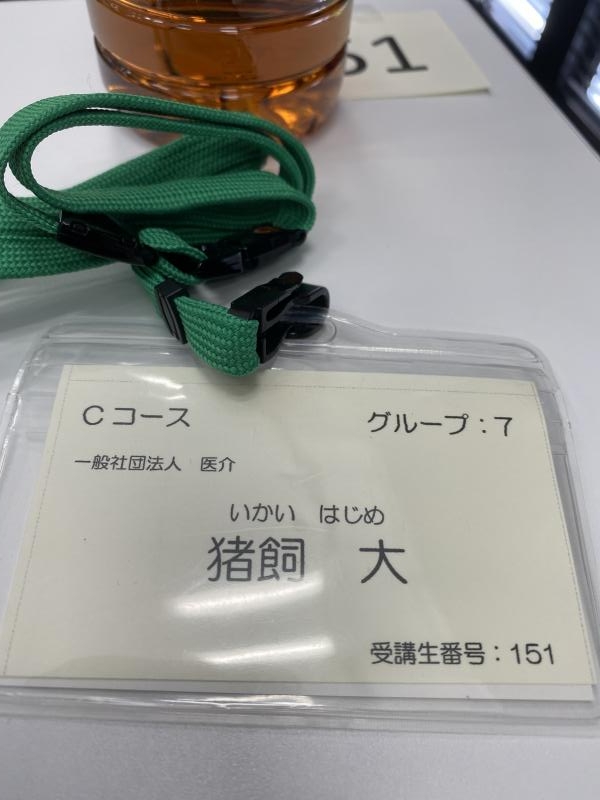 51
Cコース グループ：7
一般社団法人 医介
いかい はじめ
猪飼 大
受講生番号：151